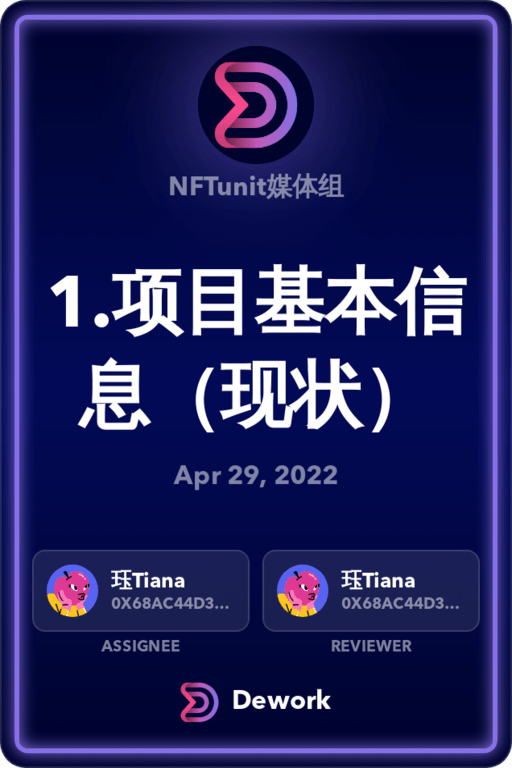 NFTunit媒体组
1.项目基本信
息（现状）
Apr 29, 2022
珏Tiana
0X68AC44D3...
ASSIGNEE
珏Tiana
0X68AC44D3...
REVIEWER
Dework